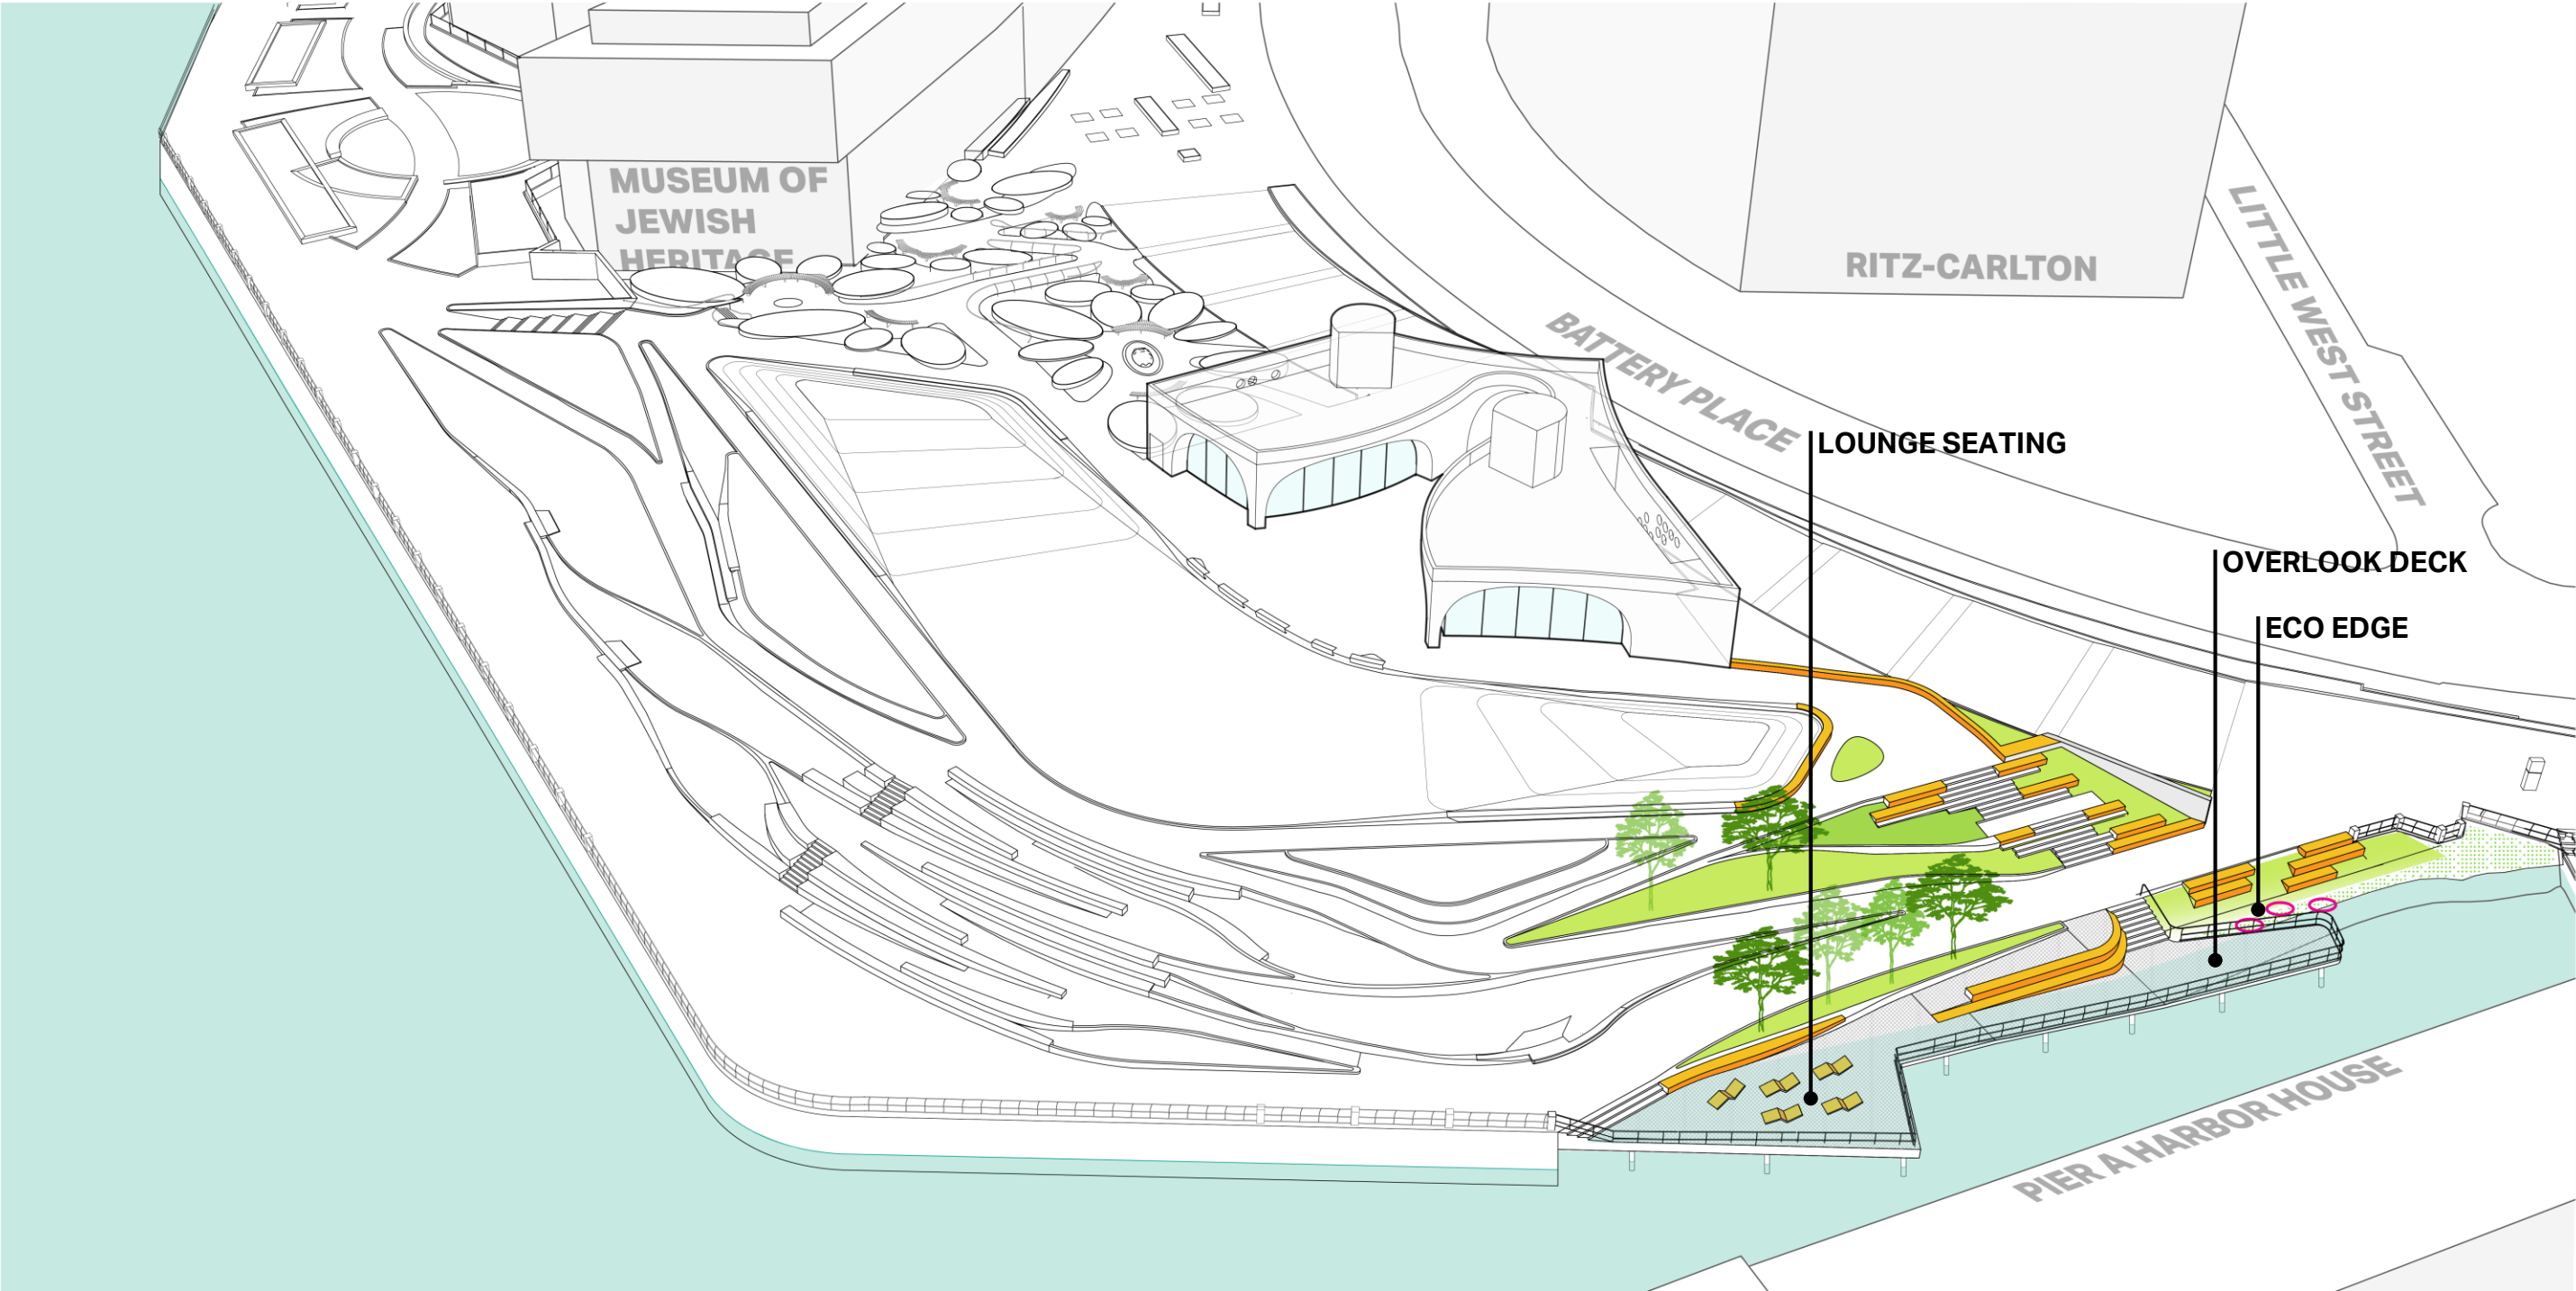 MUSEUM OF
JEWISH
HERITAGE
RITZ-CARLTON
LITTLE WEST STREET
BATTERY PLACE
LOUNGE SEATING
OVERLOOK DECK
ECO EDGE
PIER A HARBOR HOUSE